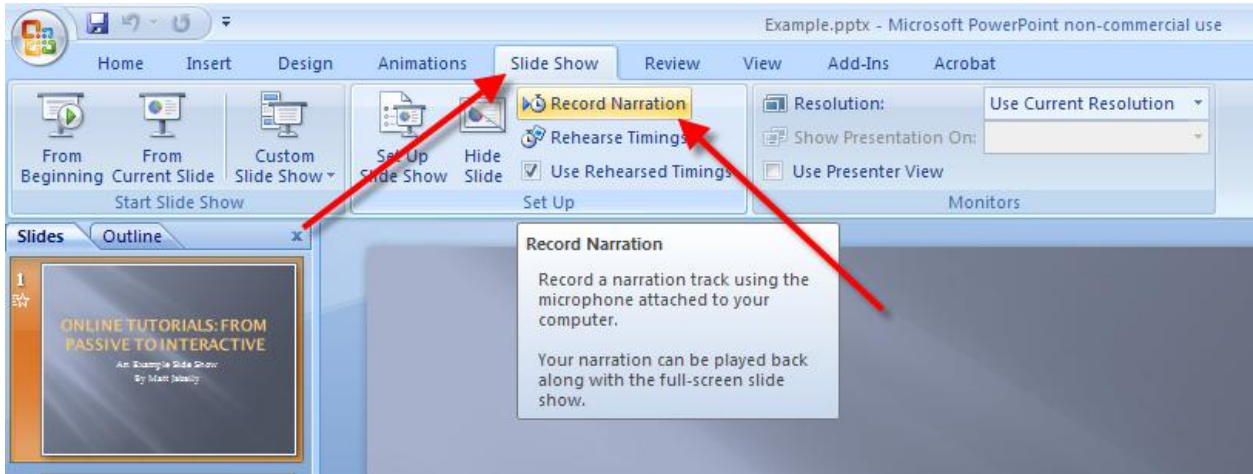 Example.pptx - Microsoft PowerPoint non-commercial use
Home Insert Design Animations Slide Show Review View Add-Ins Acrobat
From Beginning
From Current Slide
Custom Slide Show
Start Slide Show
Set Up Slide Show
Hide Slide
Record Narration
Rehearse Timings
Use Rehearsed Timings
Set Up
Resolution: Use Current Resolution
Show Presentation On:
Use Presenter View
Monitors
Slides Outline x
1
ONLINE TUTORIALS: FROM
PASSIVE TO INTERACTIVE
An Example Slide Show
By Matt Jabaily
Record Narration
Record a narration track using the
microphone attached to your
computer.
Your narration can be played back
along with the full-screen slide
show.